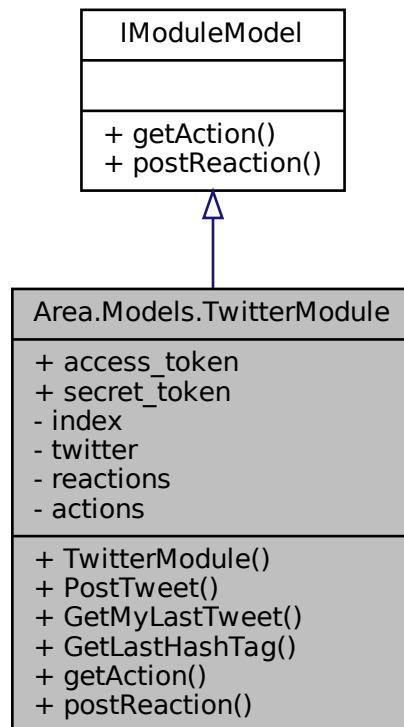 IModuleModel
+ getAction()
+ postReaction()
Area.Models.TwitterModule
+ access_token
+ secret_token
- index
- twitter
- reactions
- actions
+ TwitterModule()
+ PostTweet()
+ GetMyLastTweet()
+ GetLastHashTag()
+ getAction()
+ postReaction()